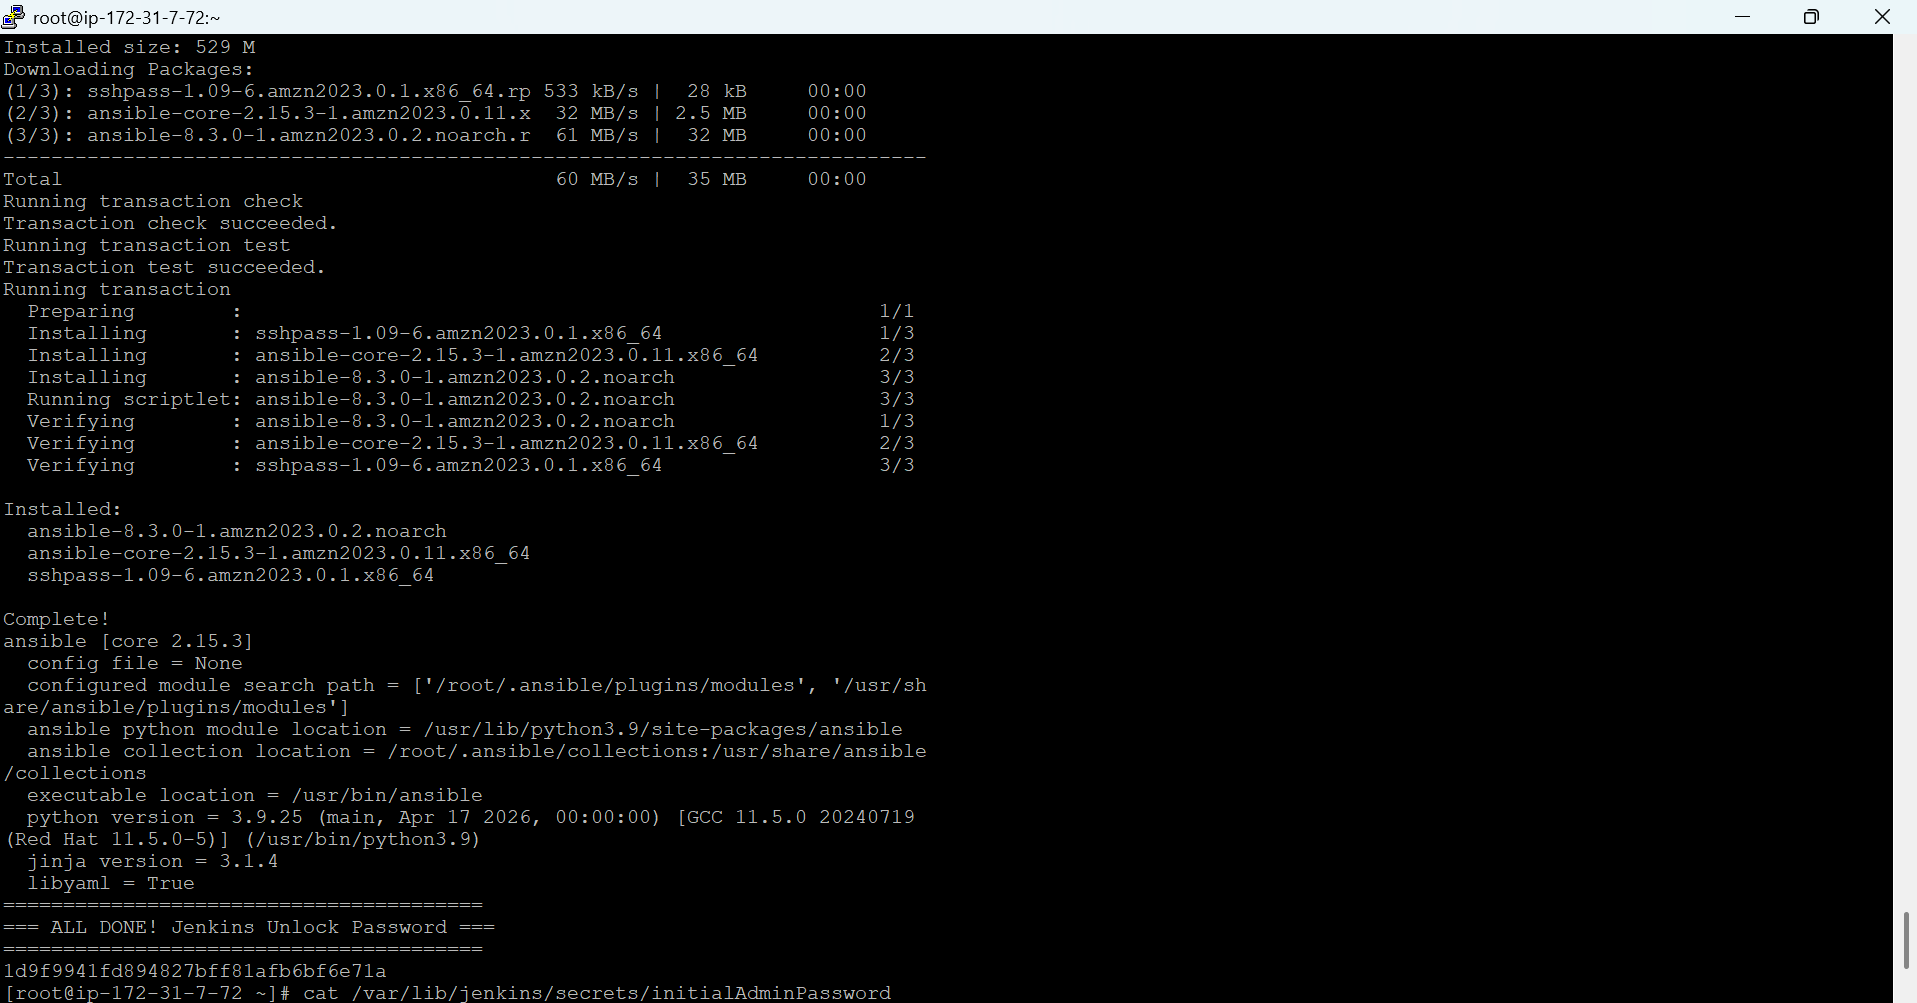 root@ip-172-31-7-72:~
Installed size: 529 M
Downloading Packages:
(1/3): sshpass-1.09-6.amzn2023.0.1.x86_64.rp 533 kB/s |  28 kB     00:00
(2/3): ansible-core-2.15.3-1.amzn2023.0.11.x  32 MB/s | 2.5 MB     00:00
(3/3): ansible-8.3.0-1.amzn2023.0.2.noarch.r  61 MB/s |  32 MB     00:00
-----------------------------------------------------------------------------
Total                                         60 MB/s |  35 MB     00:00
Running transaction check
Transaction check succeeded.
Running transaction test
Transaction test succeeded.
Running transaction
  Preparing        :                                                     1/1
  Installing       : sshpass-1.09-6.amzn2023.0.1.x86_64                  1/3
  Installing       : ansible-core-2.15.3-1.amzn2023.0.11.x86_64          2/3
  Installing       : ansible-8.3.0-1.amzn2023.0.2.noarch                 3/3
  Running scriptlet: ansible-8.3.0-1.amzn2023.0.2.noarch                 3/3
  Verifying        : ansible-8.3.0-1.amzn2023.0.2.noarch                 1/3
  Verifying        : ansible-core-2.15.3-1.amzn2023.0.11.x86_64          2/3
  Verifying        : sshpass-1.09-6.amzn2023.0.1.x86_64                  3/3

Installed:
  ansible-8.3.0-1.amzn2023.0.2.noarch
  ansible-core-2.15.3-1.amzn2023.0.11.x86_64
  sshpass-1.09-6.amzn2023.0.1.x86_64

Complete!
ansible [core 2.15.3]
  config file = None
  configured module search path = ['/root/.ansible/plugins/modules', '/usr/sh
are/ansible/plugins/modules']
  ansible python module location = /usr/lib/python3.9/site-packages/ansible
  ansible collection location = /root/.ansible/collections:/usr/share/ansible
/collections
  executable location = /usr/bin/ansible
  python version = 3.9.25 (main, Apr 17 2026, 00:00:00) [GCC 11.5.0 20240719
(Red Hat 11.5.0-5)] (/usr/bin/python3.9)
  jinja version = 3.1.4
  libyaml = True
========================================
=== ALL DONE! Jenkins Unlock Password ===
========================================
1d9f9941fd894827bff81afb6bf6e71a
[root@ip-172-31-7-72 ~]# cat /var/lib/jenkins/secrets/initialAdminPassword